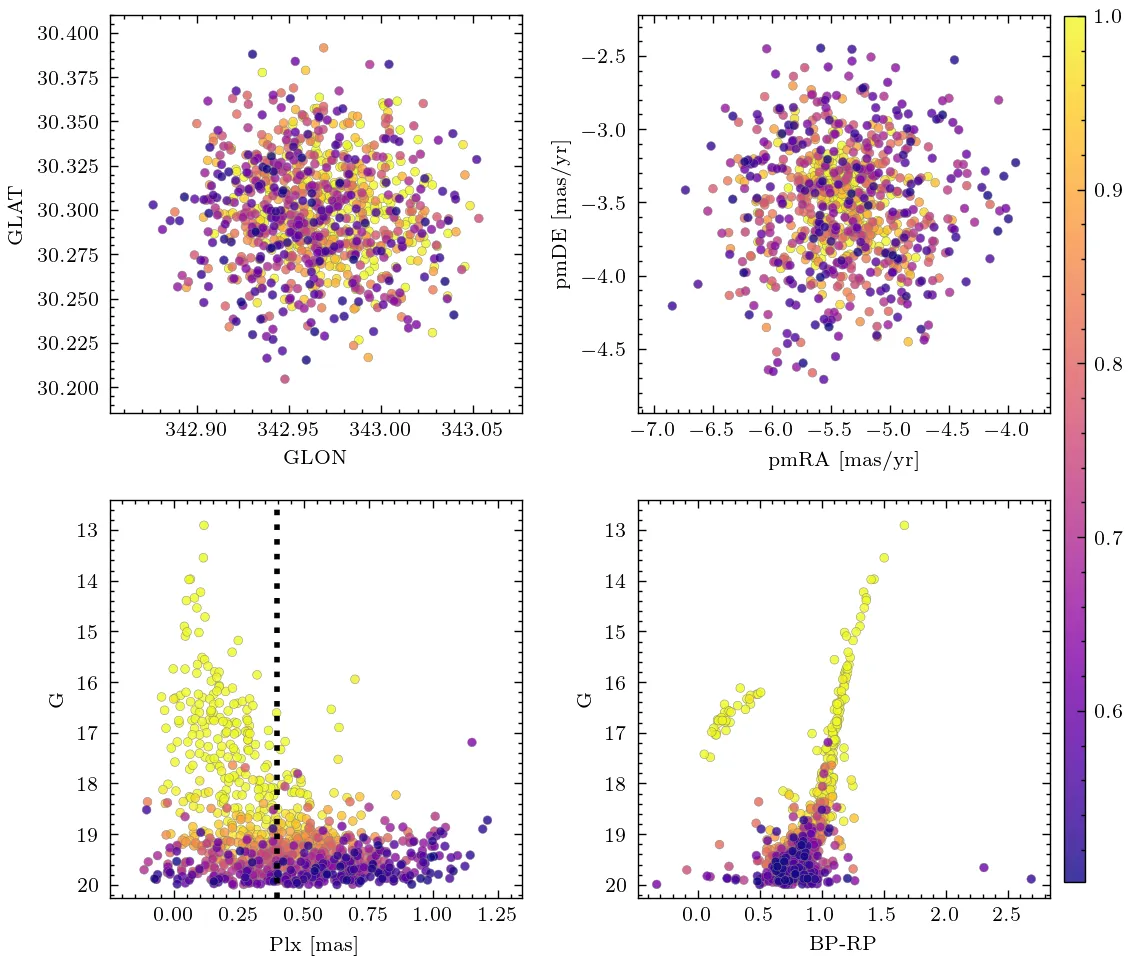 30.400
30.375
30.350
30.325
30.300
30.275
30.250
30.225
30.200
GLAT
342.90 342.95 343.00 343.05
GLON
−2.5
−3.0
−3.5
−4.0
−4.5
pmDE [mas/yr]
−7.0 −6.5 −6.0 −5.5 −5.0 −4.5 −4.0
pmRA [mas/yr]
1.0
0.9
0.8
0.7
0.6
13
14
15
16
17
18
19
20
G
0.00 0.25 0.50 0.75 1.00 1.25
Plx [mas]
13
14
15
16
17
18
19
20
G
0.0 0.5 1.0 1.5 2.0 2.5
BP-RP